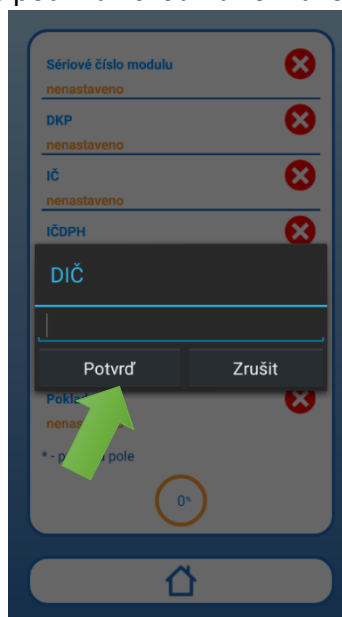 Sériové číslo modulu
nenastaveno
DKP
nenastaveno
IČ
nenastaveno
IČDPH
DIČ
Potvrď
Zrušit
pole
0%